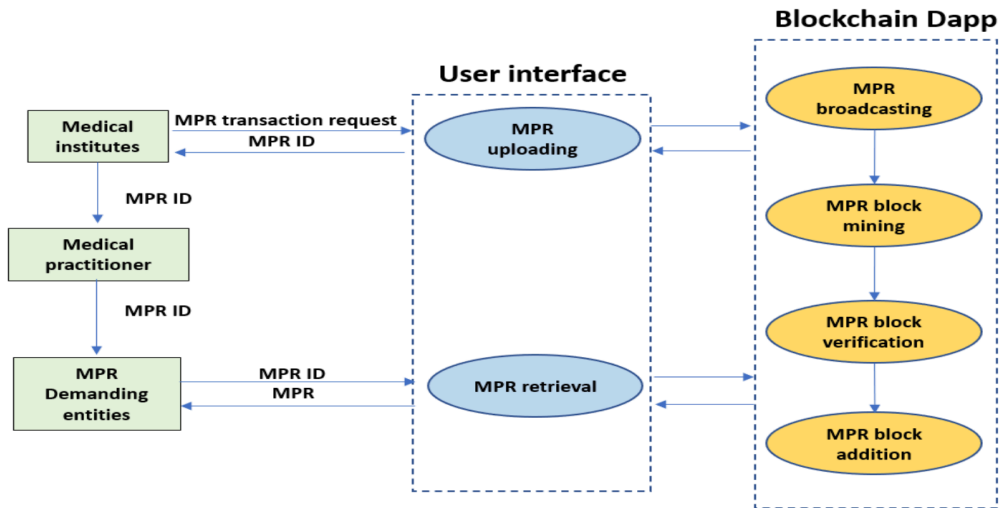 Blockchain Dapp
User interface
MPR
broadcasting
Medical
institutes
MPR transaction request
MPR ID
MPR
uploading
MPR ID
MPR block
mining
Medical
practitioner
MPR ID
MPR block
verification
MPR
Demanding
entities
MPR ID
MPR
MPR retrieval
MPR block
addition